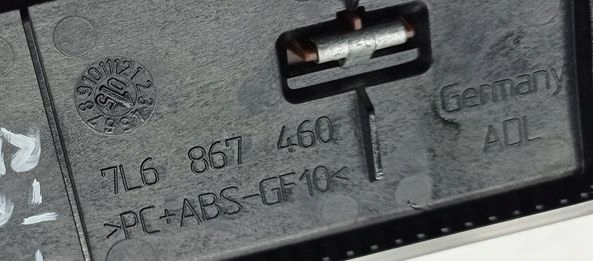 7L6 867 460
>PC+ABS-GF10<
Germany
ADL